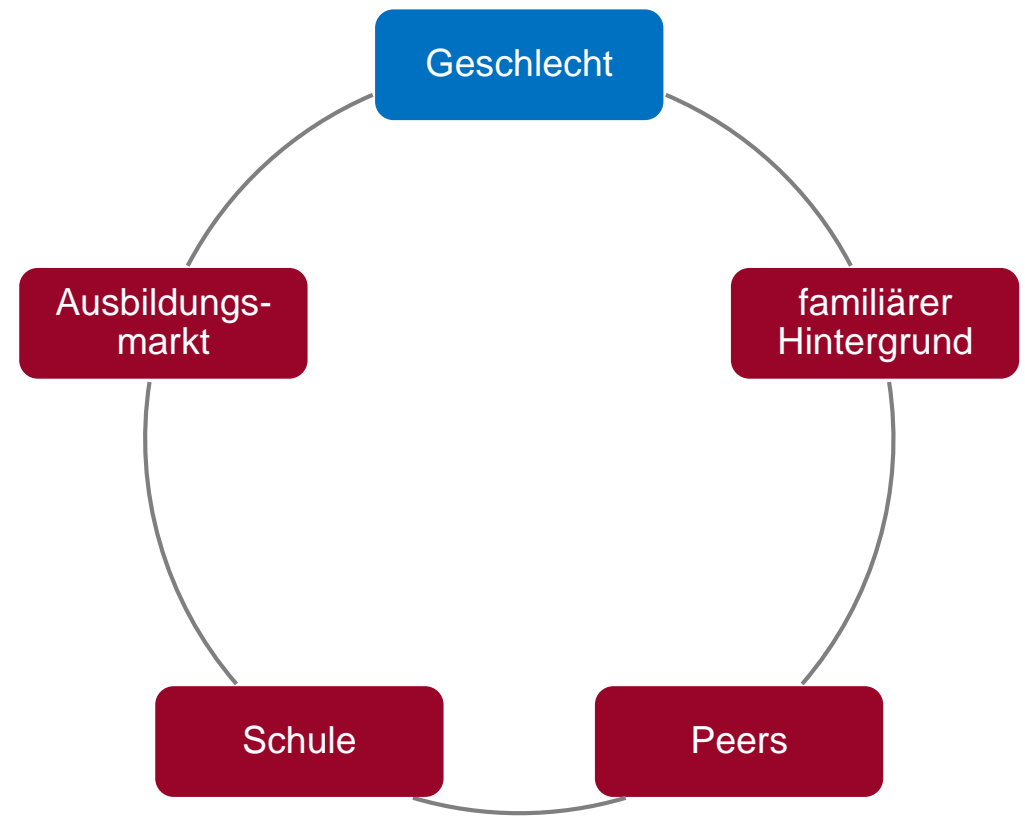 Geschlecht
Ausbildungs-
markt
familiärer
Hintergrund
Schule
Peers